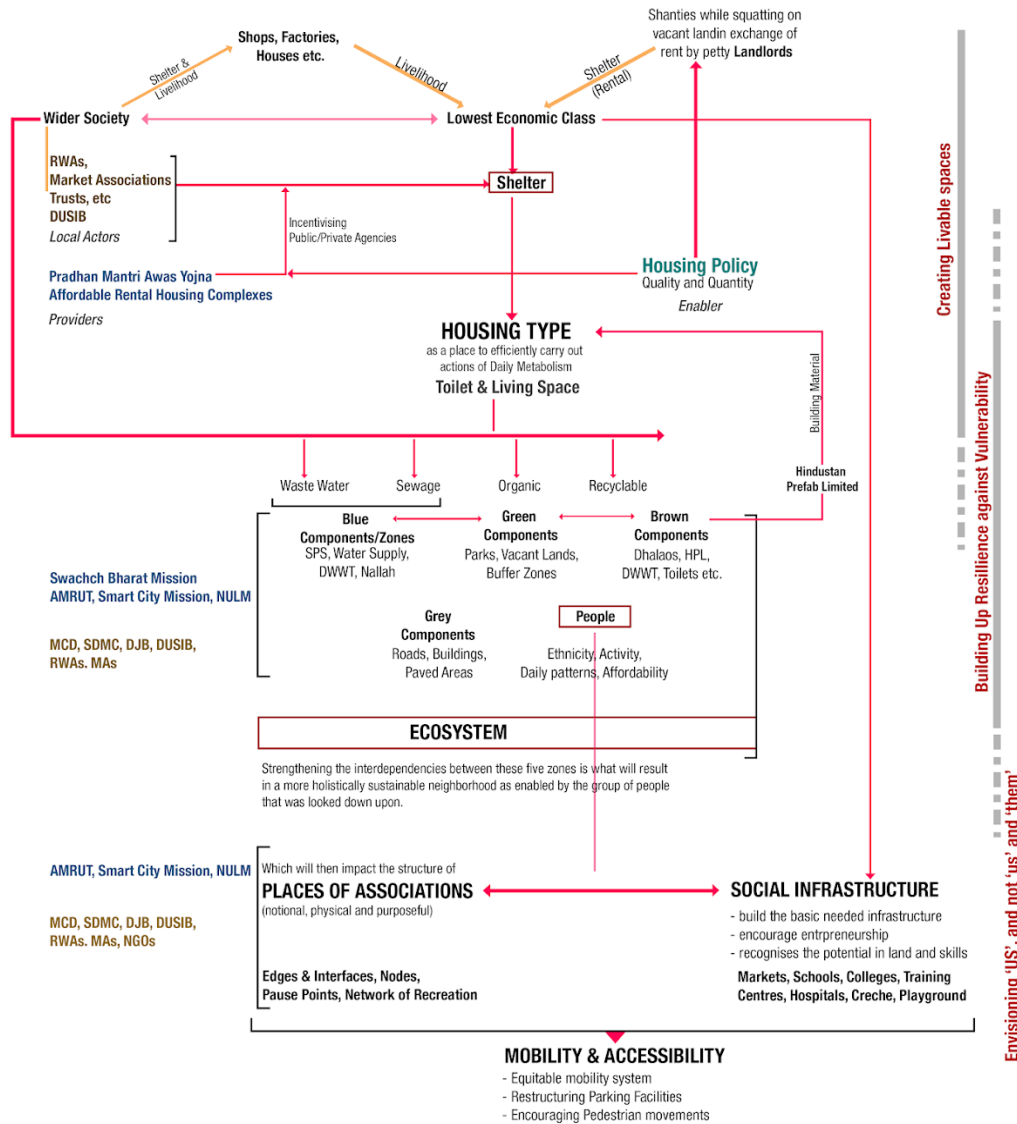 Shops, Factories,
Houses etc.
Shanties while squatting on
vacant landin exchange of
rent by petty Landlords
Shelter &
Livelihood
Livelihood
Shelter
(Rental)
Wider Society
Lowest Economic Class
RWAs,
Market Associations
Trusts, etc
DUSIB
Local Actors
Shelter
Incentivising
Public/Private Agencies
Pradhan Mantri Awas Yojna
Affordable Rental Housing Complexes
Providers
Housing Policy
Quality and Quantity
Enabler
HOUSING TYPE
as a place to efficiently carry out
actions of Daily Metabolism
Toilet & Living Space
Building Material
Hindustan
Prefab Limited
Waste Water
Sewage
Organic
Recyclable
Blue
Components/Zones
SPS, Water Supply,
DWWT, Nallah
Green
Components
Parks, Vacant Lands,
Buffer Zones
Brown
Components
Dhalaos, HPL,
DWWT, Toilets etc.
Swachch Bharat Mission
AMRUT, Smart City Mission, NULM
MCD, SDMC, DJB, DUSIB,
RWAs. MAs
Grey
Components
Roads, Buildings,
Paved Areas
People
Ethnicity, Activity,
Daily patterns, Affordability
ECOSYSTEM
Strengthening the interdependencies between these five zones is what will result
in a more holistically sustainable neighborhood as enabled by the group of people
that was looked down upon.
AMRUT, Smart City Mission, NULM
MCD, SDMC, DJB, DUSIB,
RWAs. MAs, NGOs
Which will then impact the structure of
PLACES OF ASSOCIATIONS
(notional, physical and purposeful)
Edges & Interfaces, Nodes,
Pause Points, Network of Recreation
SOCIAL INFRASTRUCTURE
- build the basic needed infrastructure
- encourage entrpreneurship
- recognises the potential in land and skills
Markets, Schools, Colleges, Training
Centres, Hospitals, Creche, Playground
MOBILITY & ACCESSIBILITY
- Equitable mobility system
- Restructuring Parking Facilities
- Encouraging Pedestrian movements
Creating Livable spaces
Building Up Resillience against Vulnerability
Envisioning 'US', and not 'us' and 'them'